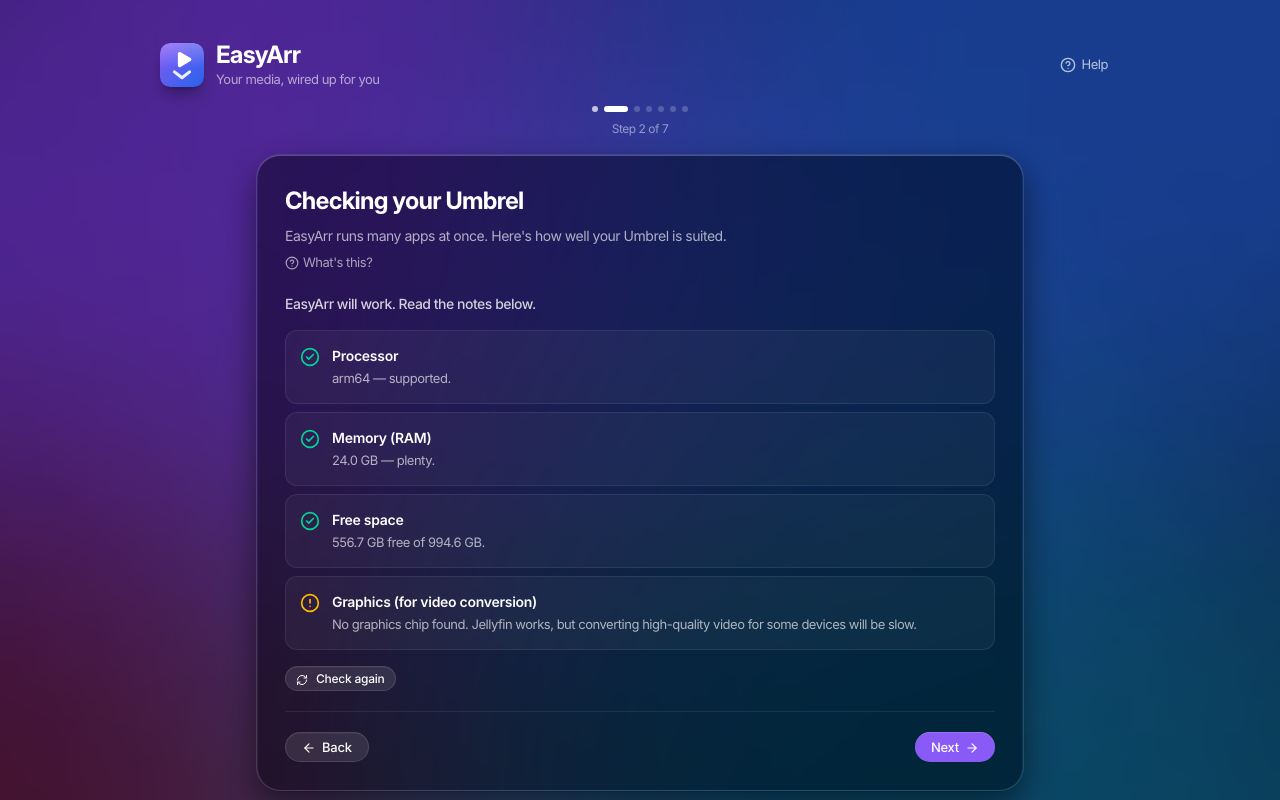 EasyArr
Your media, wired up for you
Help
Step 2 of 7
Checking your Umbrel
EasyArr runs many apps at once. Here's how well your Umbrel is suited.
What's this?
EasyArr will work. Read the notes below.
Processor
arm64 — supported.
Memory (RAM)
24.0 GB — plenty.
Free space
556.7 GB free of 994.6 GB.
Graphics (for video conversion)
No graphics chip found. Jellyfin works, but converting high-quality video for some devices will be slow.
Check again
Back
Next